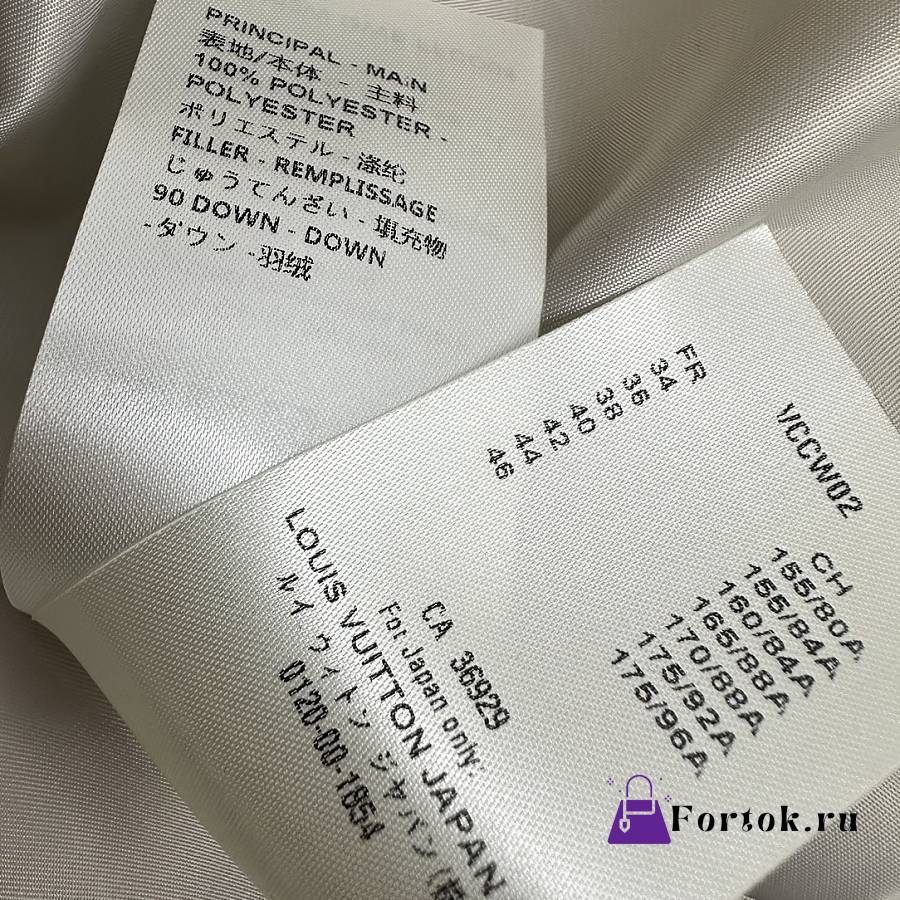 PRINCIPAL - MAIN
表地/本体 - 主料
100% POLYESTER -
POLYESTER
ポリエステル - 涤纶
FILLER - REMPLISSAGE
じゅうてんざい - 填充物
90 DOWN - DOWN
-ダウン -羽绒
VCCW02
FR
34
36
38
40
42
44
46
CH
155/80A
155/84A
160/84A
165/88A
170/88A
175/92A
175/96A
CA 36929
For Japan only:
LOUIS VUITTON JAPAN
ルイ ヴィトン ジャパン (株
0120-00-1854
Fortok.ru